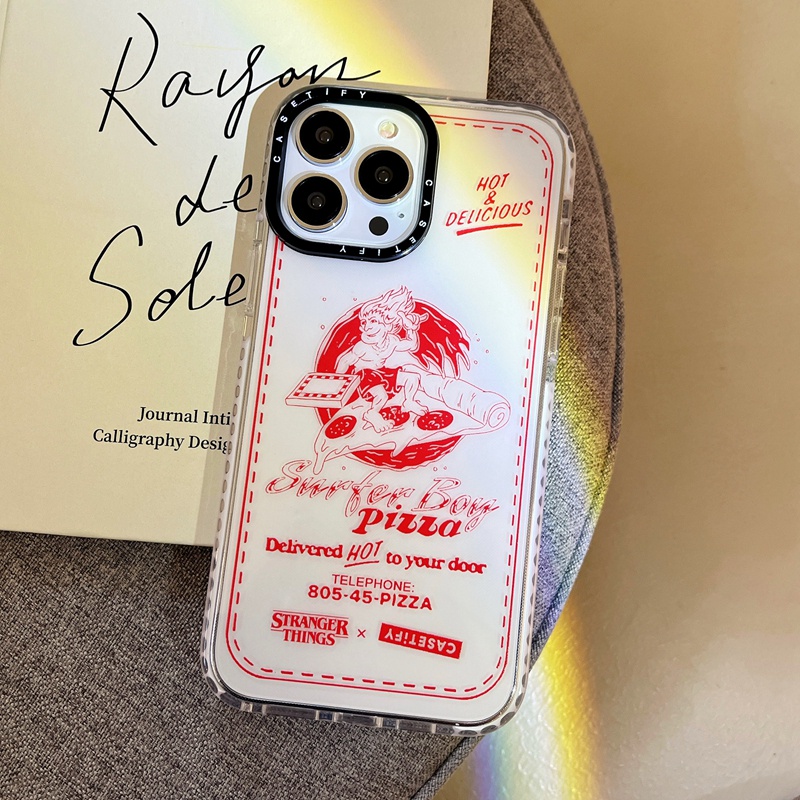 Rayon
de
Sole
Journal Inti
Calligraphy Desig
CASETIFY
CASETIFY
HOT
&
DELICIOUS
Surfer Boy
Pizza
Delivered HOT to your door
TELEPHONE:
805-45-PIZZA
STRANGER
THINGS
x
CASETiFY